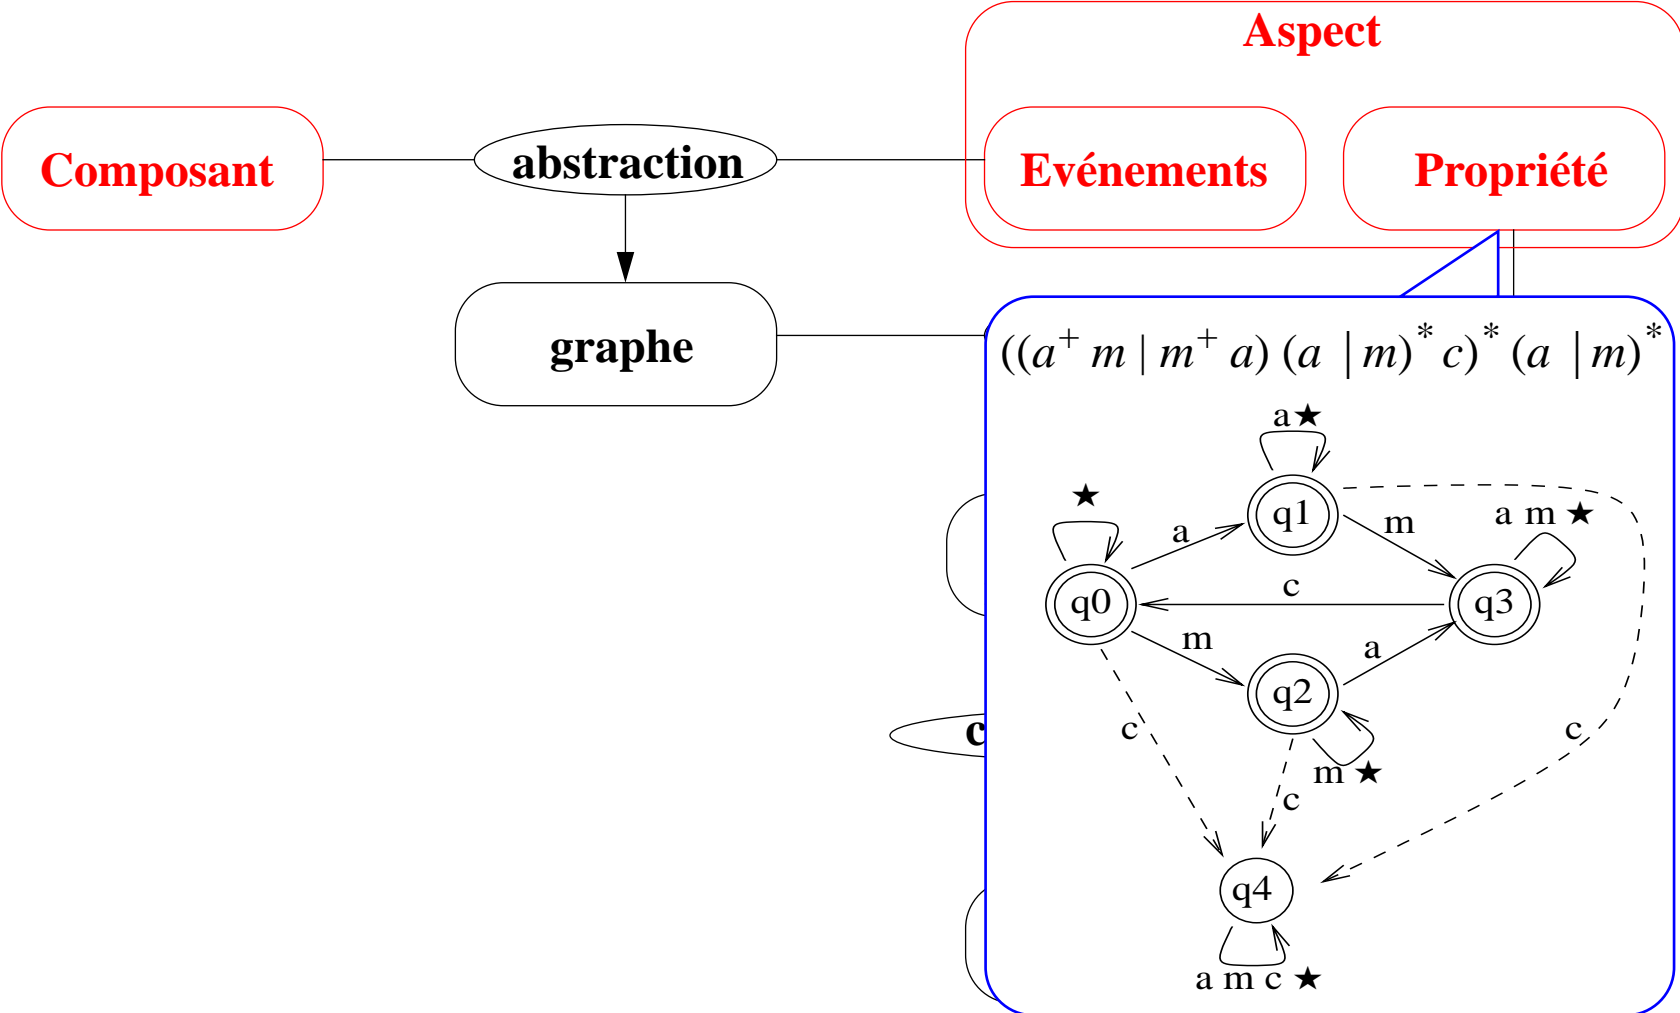 Aspect
Composant
abstraction
Evénements
Propriété
graphe
((a⁺ m | m⁺ a) (a | m)* c)* (a | m)*
a★
★
q1
a m ★
a
m
q0
c
q3
m
a
q2
c
c
c
m ★
c
q4
a m c ★